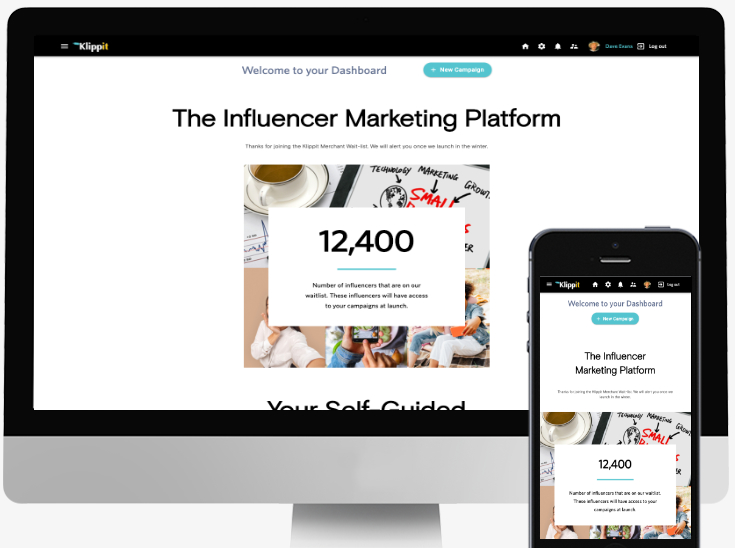 Klippit
Dave Evans
Log out
Welcome to your Dashboard
+ New Campaign
The Influencer Marketing Platform
Thanks for joining the Klippit Merchant Wait-list. We will alert you once we launch in the winter.
TECHNOLOGY MARKETING
GROWTH
SMALL
12,400
Number of influencers that are on our
waitlist. These influencers will have access
to your campaigns at launch.
Your Self-Guided
Klippit
Log out
Welcome to your Dashboard
+ New Campaign
The Influencer
Marketing Platform
Thanks for joining the Klippit Merchant Wait-list. We will alert you once we
launch in the winter.
TECHNOLOGY MARKETING
SMALL
12,400
Number of influencers that are on our
waitlist. These influencers will have access to your
campaigns at launch